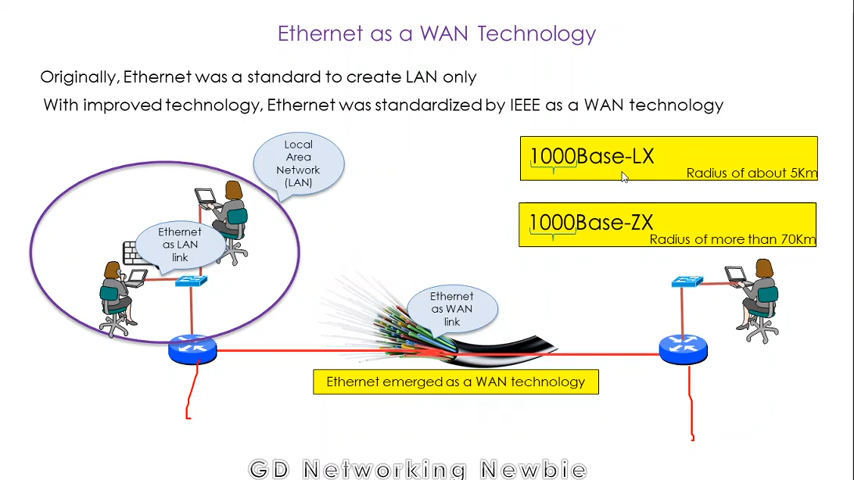 Ethernet as a WAN Technology
Originally, Ethernet was a standard to create LAN only
With improved technology, Ethernet was standardized by IEEE as a WAN technology
Local
Area
Network
(LAN)
1000Base-LX
Radius of about 5Km
1000Base-ZX
Radius of more than 70Km
Ethernet
as LAN
link
Ethernet
as WAN
link
Ethernet emerged as a WAN technology
GD Networking Newbie